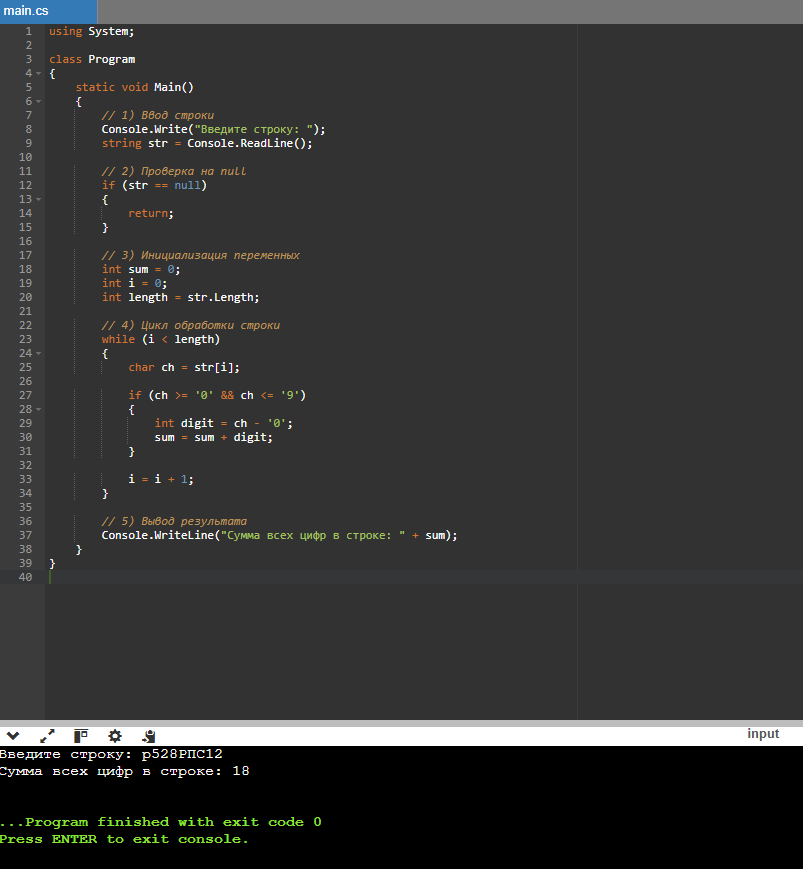 main.cs
1 using System;
2
3 class Program
4 {
5     static void Main()
6     {
7         // 1) Ввод строки
8         Console.Write("Введите строку: ");
9         string str = Console.ReadLine();
10
11         // 2) Проверка на null
12         if (str == null)
13         {
14             return;
15         }
16
17         // 3) Инициализация переменных
18         int sum = 0;
19         int i = 0;
20         int length = str.Length;
21
22         // 4) Цикл обработки строки
23         while (i < length)
24         {
25             char ch = str[i];
26
27             if (ch >= '0' && ch <= '9')
28             {
29                 int digit = ch - '0';
30                 sum = sum + digit;
31             }
32
33             i = i + 1;
34         }
35
36         // 5) Вывод результата
37         Console.WriteLine("Сумма всех цифр в строке: " + sum);
38     }
39 }
40
input
Введите строку: р528РПС12
Сумма всех цифр в строке: 18
...Program finished with exit code 0
Press ENTER to exit console.